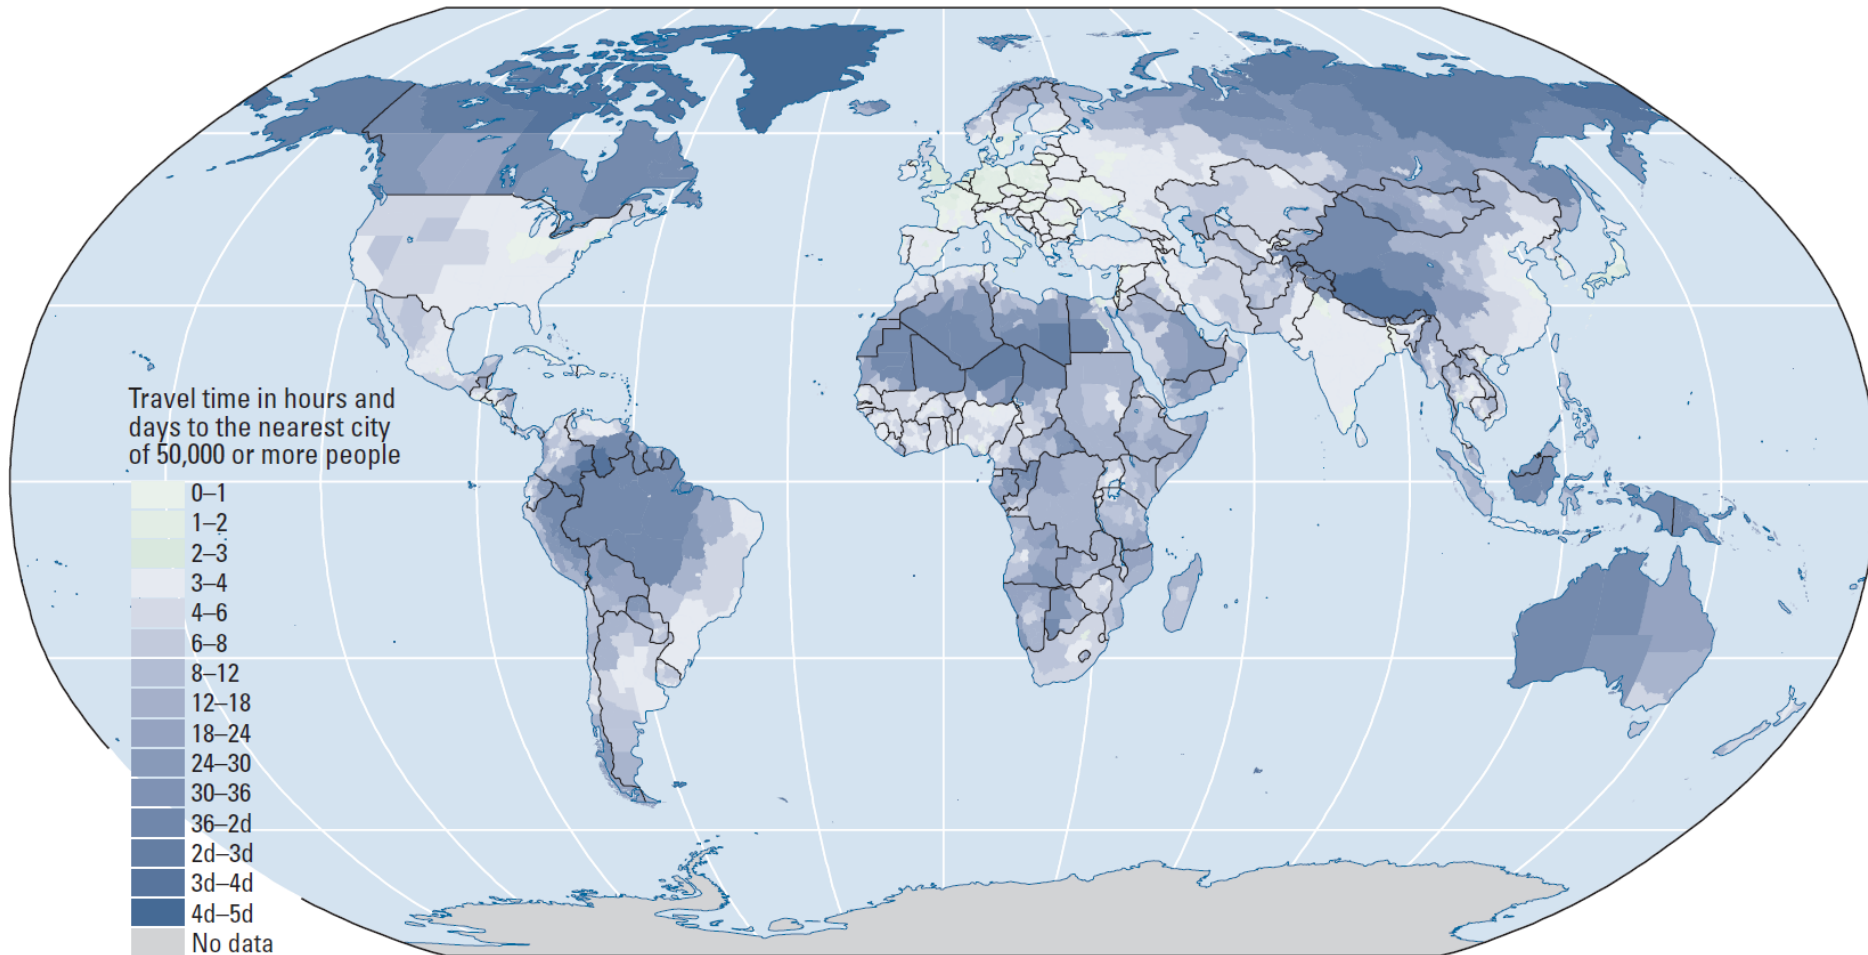 Travel time in hours and
days to the nearest city
of 50,000 or more people
0–1
1–2
2–3
3–4
4–6
6–8
8–12
12–18
18–24
24–30
30–36
36–2d
2d–3d
3d–4d
4d–5d
No data